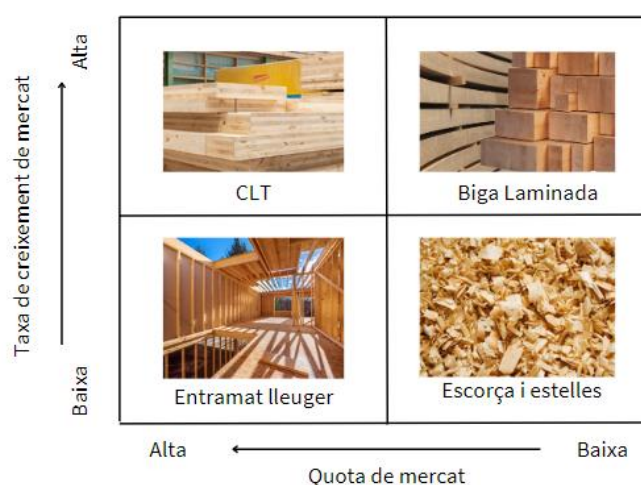 Alta
Taxa de creixement de mercat
CLT
Biga Laminada
Baixa
Entramat lleuger
Escorça i estelles
Alta
Baixa
Quota de mercat